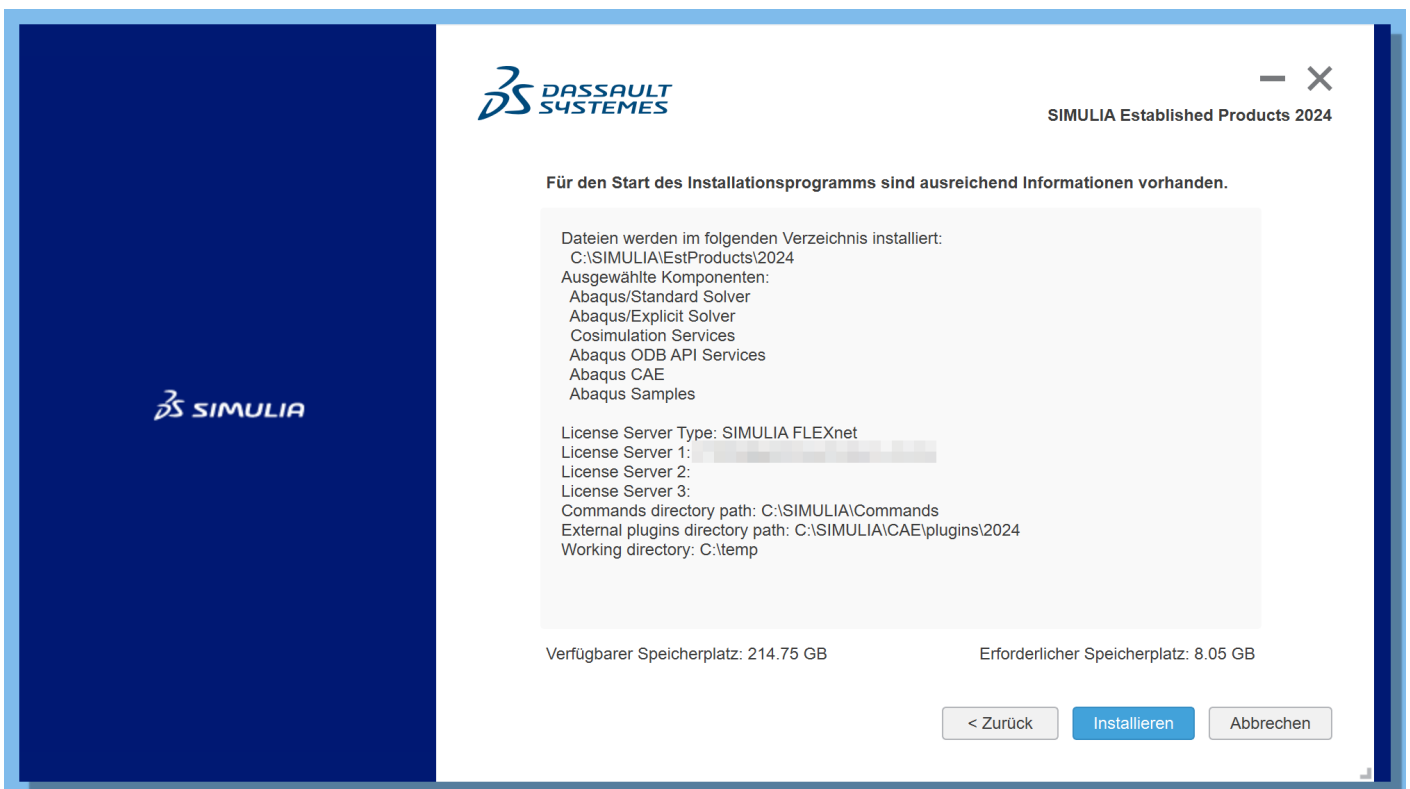 DASSAULT
SYSTEMES
SIMULIA Established Products 2024
Für den Start des Installationsprogramms sind ausreichend Informationen vorhanden.
Dateien werden im folgenden Verzeichnis installiert:
C:\SIMULIA\EstProducts\2024
Ausgewählte Komponenten:
Abaqus/Standard Solver
Abaqus/Explicit Solver
Cosimulation Services
Abaqus ODB API Services
Abaqus CAE
Abaqus Samples
SIMULIA
License Server Type: SIMULIA FLEXnet
License Server 1:
License Server 2:
License Server 3:
Commands directory path: C:\SIMULIA\Commands
External plugins directory path: C:\SIMULIA\CAE\plugins\2024
Working directory: C:\temp
Verfügbarer Speicherplatz: 214.75 GB Erforderlicher Speicherplatz: 8.05 GB
< Zurück Installieren Abbrechen